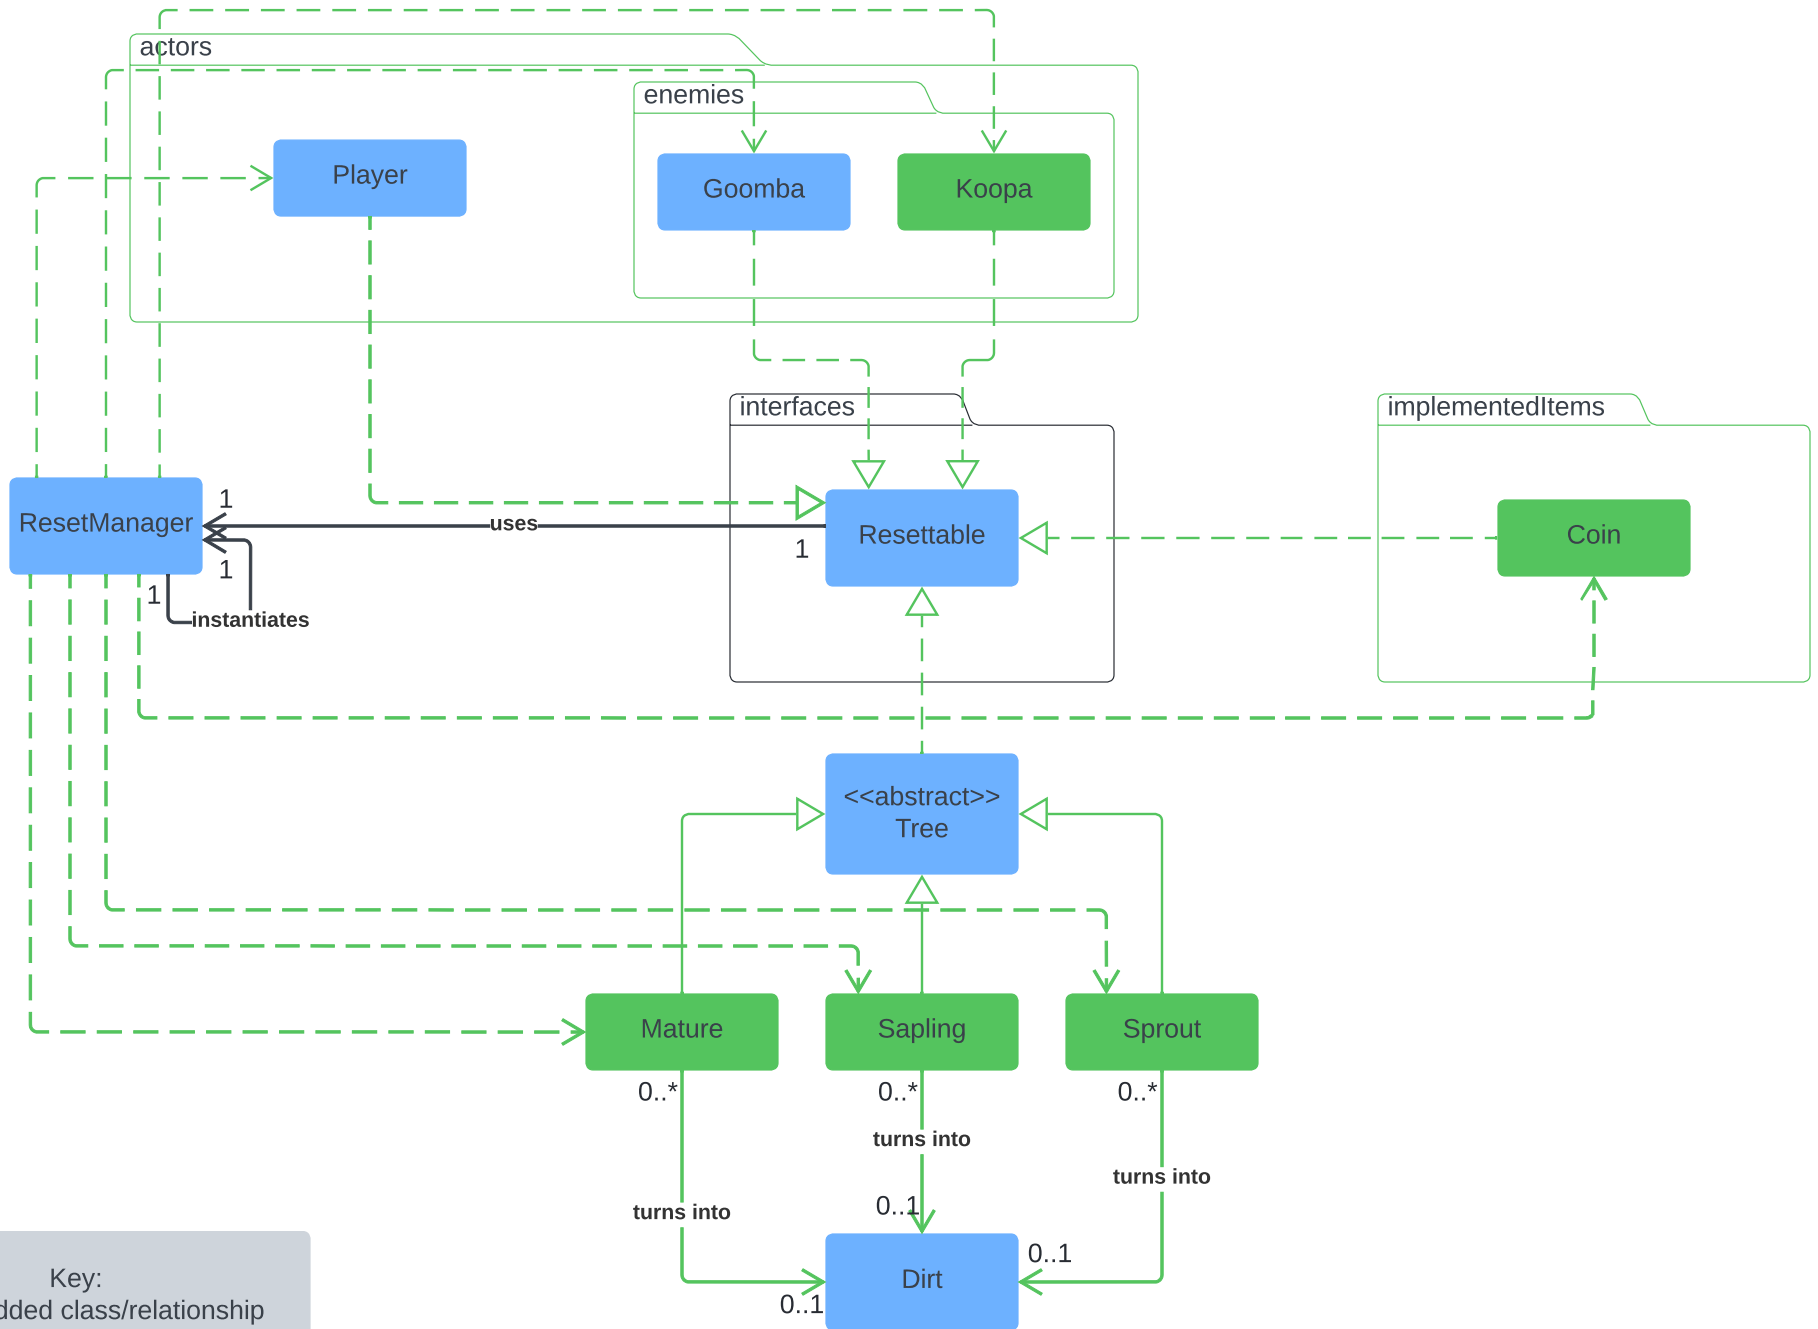 actors
enemies
Player
Goomba
Koopa
interfaces
implementedItems
1
ResetManager
uses
Resettable
Coin
1
1
1
instantiates
<<abstract>>
Tree
Mature
Sapling
Sprout
0..*
0..*
0..*
turns into
turns into
turns into
0..1
0..1
Dirt
0..1
Key:
class/relationship